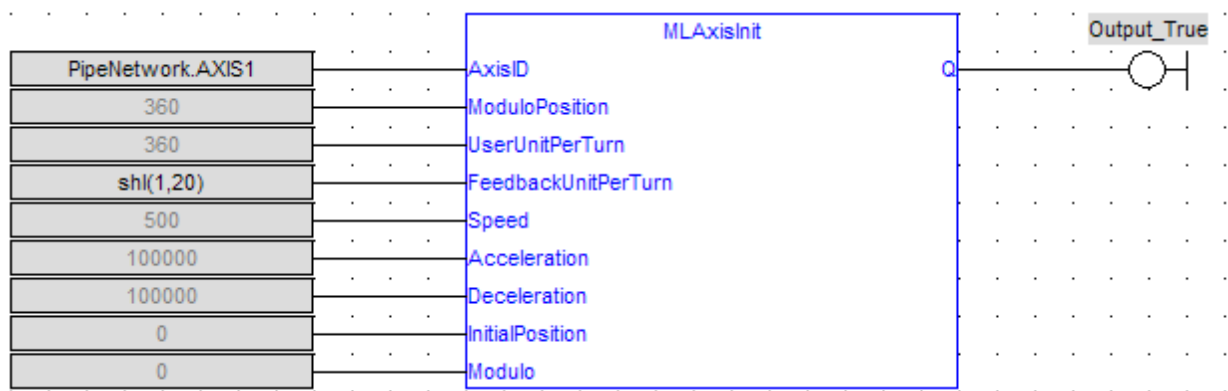 MLAxisInit
Output_True
PipeNetwork.AXIS1 AxisID Q
360 ModuloPosition
360 UserUnitPerTurn
shl(1,20) FeedbackUnitPerTurn
500 Speed
100000 Acceleration
100000 Deceleration
0 InitialPosition
0 Modulo